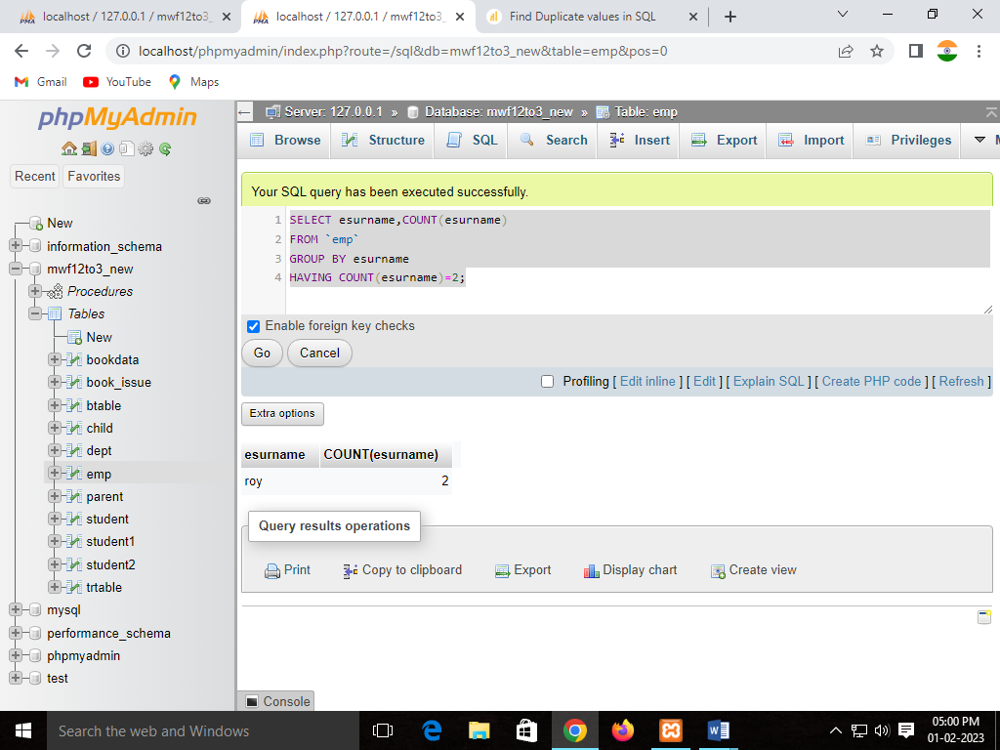 localhost / 127.0.0.1 / mwf12to3_
localhost / 127.0.0.1 / mwf12to3_
Find Duplicate values in SQL
localhost/phpmyadmin/index.php?route=/sql&db=mwf12to3_new&table=emp&pos=0
Gmail YouTube Maps
phpMyAdmin
Recent Favorites
New
information_schema
mwf12to3_new
Procedures
Tables
New
bookdata
book_issue
btable
child
dept
emp
parent
student
student1
student2
trtable
mysql
performance_schema
phpmyadmin
test
Server: 127.0.0.1 » Database: mwf12to3_new » Table: emp
Browse Structure SQL Search Insert Export Import Privileges
Your SQL query has been executed successfully.
1 SELECT esurname,COUNT(esurname)
2 FROM `emp`
3 GROUP BY esurname
4 HAVING COUNT(esurname)=2;
Enable foreign key checks
Go Cancel
Profiling [ Edit inline ] [ Edit ] [ Explain SQL ] [ Create PHP code ] [ Refresh ]
Extra options
esurname COUNT(esurname)
roy 2
Query results operations
Print Copy to clipboard Export Display chart Create view
Console
Search the web and Windows
05:00 PM
01-02-2023